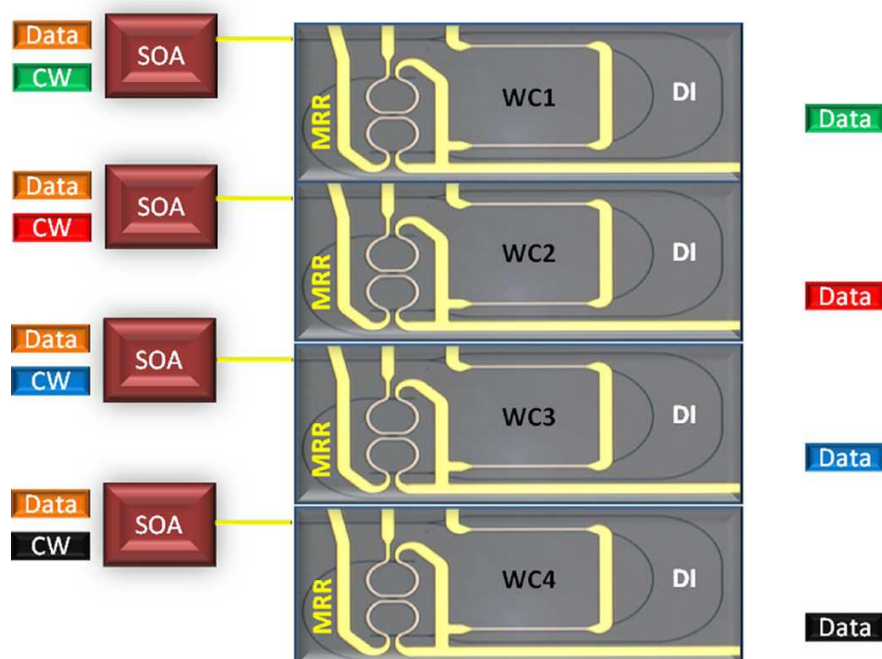 Data
CW
SOA
MRR
WC1
DI
Data
Data
CW
SOA
MRR
WC2
DI
Data
Data
CW
SOA
MRR
WC3
DI
Data
Data
CW
SOA
MRR
WC4
DI
Data